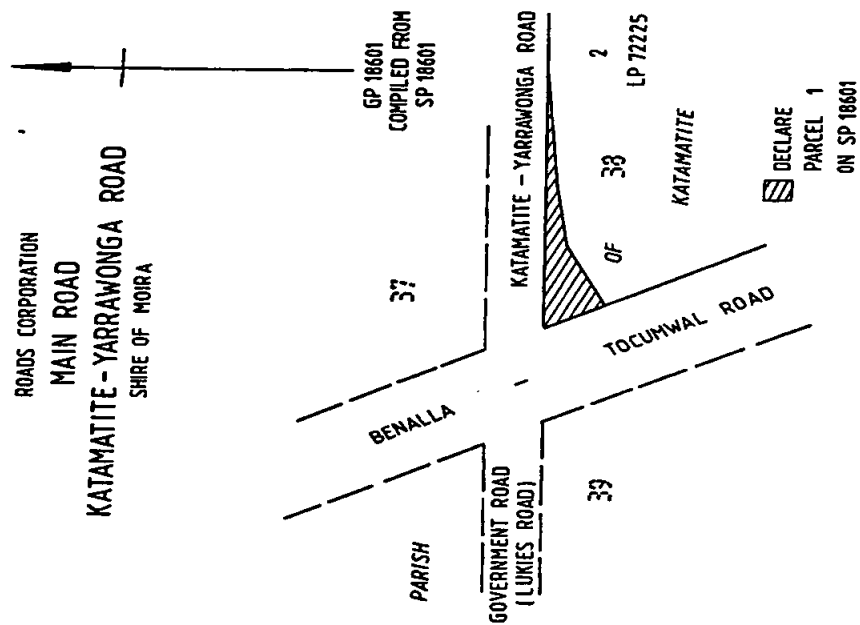 ROADS CORPORATION
MAIN ROAD
KATAMATITE - YARRAWONGA ROAD
SHIRE OF MOIRA
GP 18601
COMPILED FROM
SP 18601
37
BENALLA
KATAMATITE - YARRAWONGA ROAD
PARISH
GOVERNMENT ROAD
(LUKIES ROAD)
OF
38
2
LP 72225
KATAMATITE
TOCUMWAL ROAD
39
DECLARE
PARCEL 1
ON SP 18601